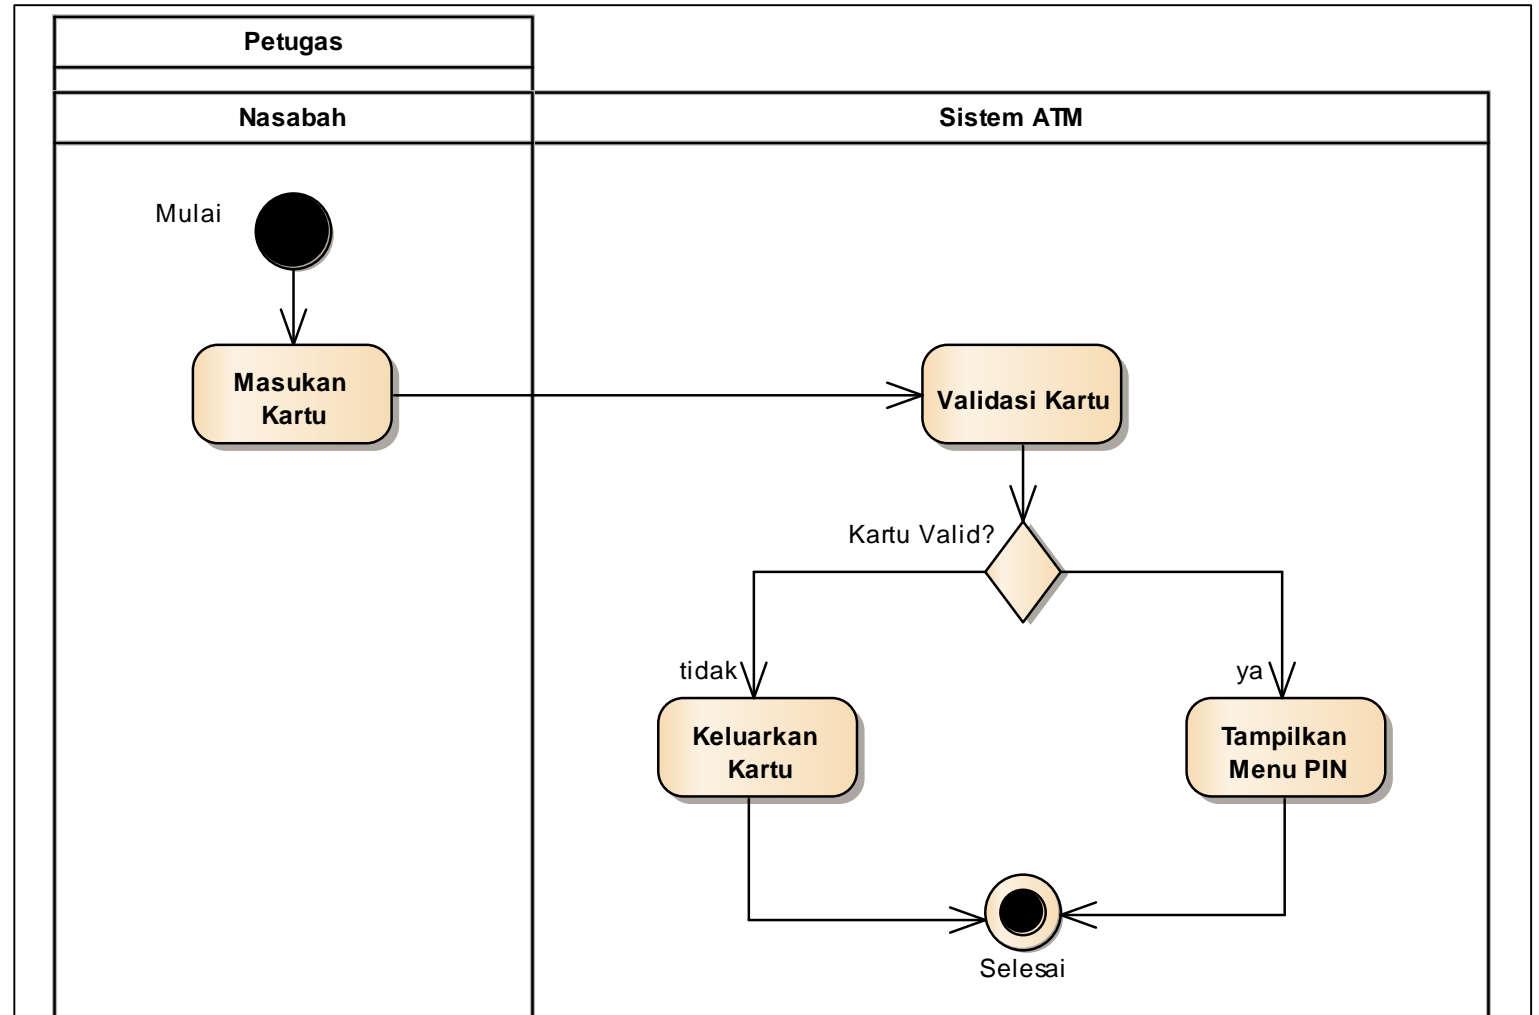 Petugas
Nasabah
Sistem ATM
Mulai
Masukan
Kartu
Validasi Kartu
Kartu Valid?
tidak
ya
Keluarkan
Kartu
Tampilkan
Menu PIN
Selesai